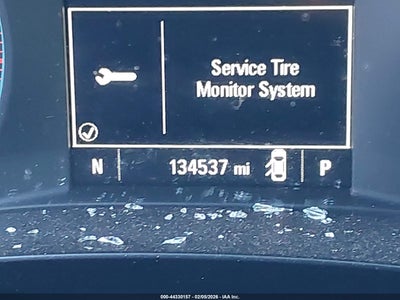 Service Tire
Monitor System
N 134537 mi P
000-44330157 - 02/05/2026 - IAA Inc.